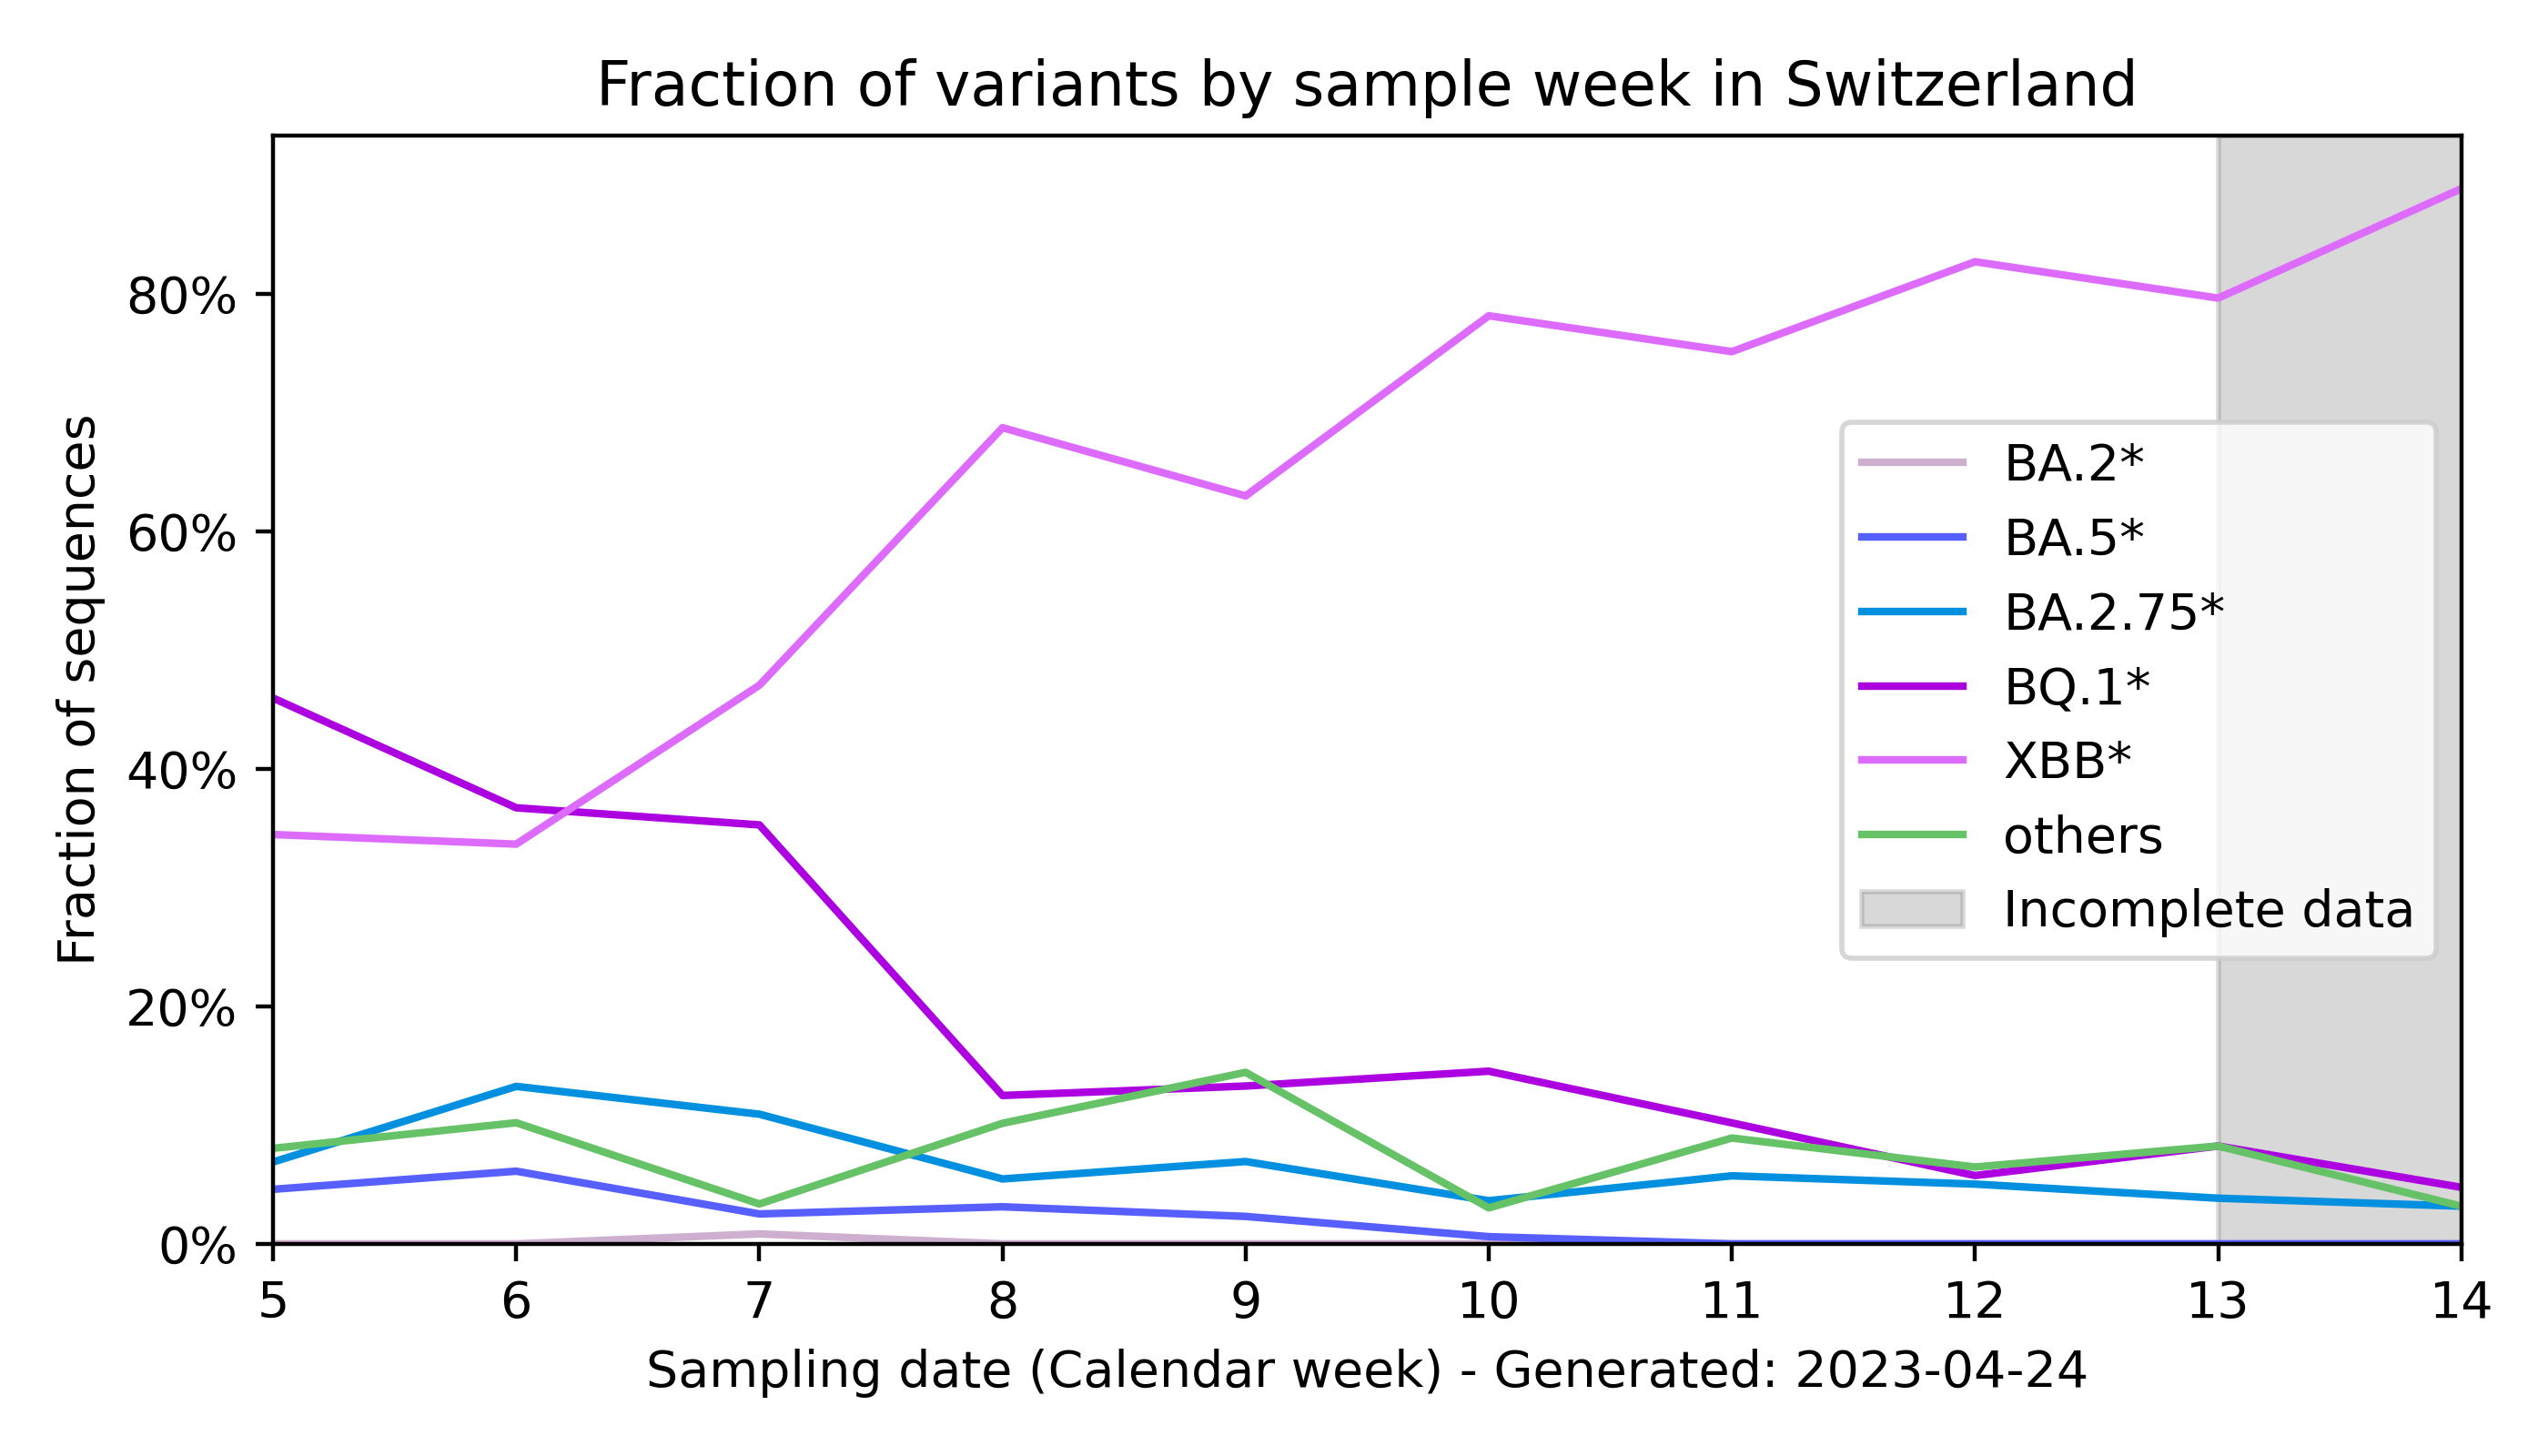 Fraction of variants by sample week in Switzerland
Fraction of sequences
80%
60%
40%
20%
0%
BA.2*
BA.5*
BA.2.75*
BQ.1*
XBB*
others
Incomplete data
5 6 7 8 9 10 11 12 13 14
Sampling date (Calendar week) - Generated: 2023-04-24